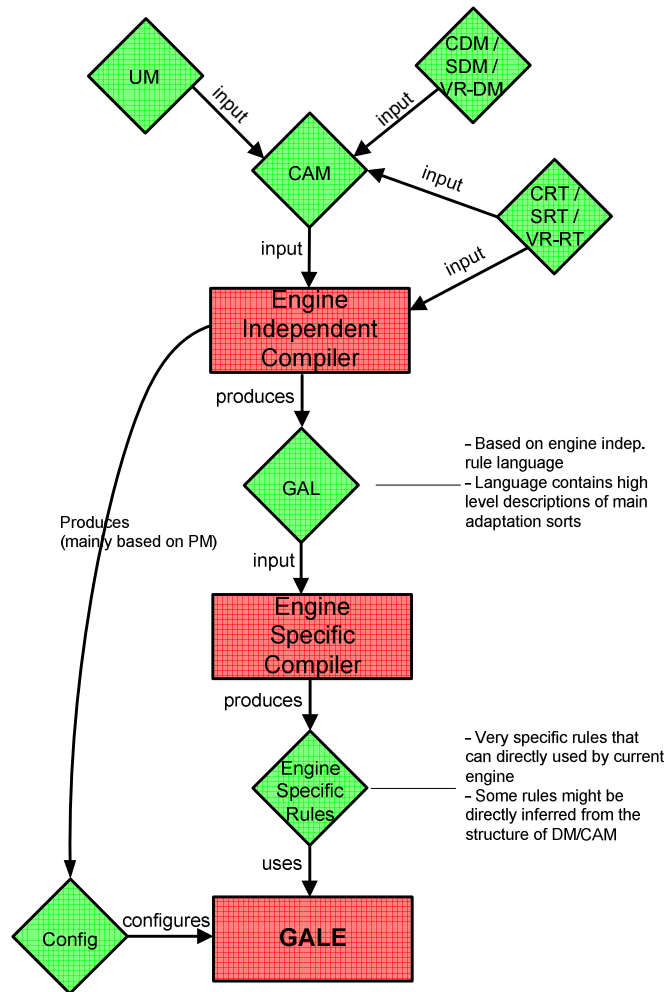 UM
CDM /
SDM /
VR-DM
input
input
CAM
input
CRT /
SRT /
VR-RT
input
input
Engine
Independent
Compiler
produces
– Based on engine indep.
rule language
– Language contains high
level descriptions of main
adaptation sorts
GAL
Produces
(mainly based on PM)
input
Engine
Specific
Compiler
produces
– Very specific rules that
can directly used by current
engine
– Some rules might be
directly inferred from the
structure of DM/CAM
Engine
Specific
Rules
uses
Config
configures
GALE